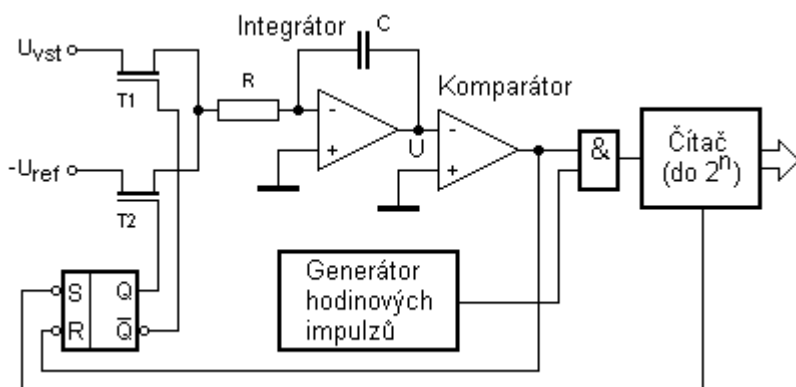 Integrátor
C
Uvst
T1
R
-
+
U
Komparátor
-
+
&
Čítač
(do 2ⁿ)
-Uref
T2
S Q
R Q̅
Generátor
hodinových
impulzů